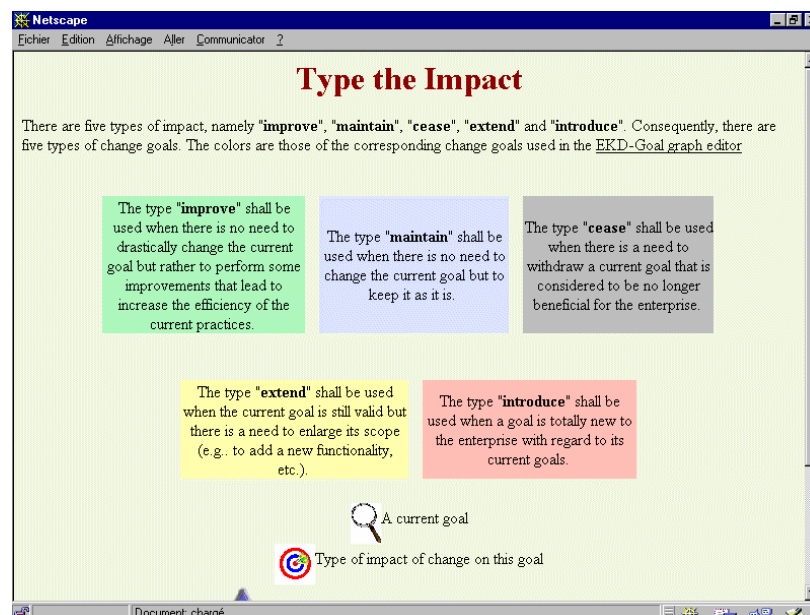 Netscape
Fichier Edition Affichage Aller Communicator ?
Type the Impact
There are five types of impact, namely "improve", "maintain", "cease", "extend" and "introduce". Consequently, there are
five types of change goals. The colors are those of the corresponding change goals used in the EKD-Goal graph editor
The type "improve" shall be
used when there is no need to
drastically change the current
goal but rather to perform some
improvements that lead to
increase the efficiency of the
current practices.
The type "maintain" shall be
used when there is no need to
change the current goal but to
keep it as it is.
The type "cease" shall be used
when there is a need to
withdraw a current goal that is
considered to be no longer
beneficial for the enterprise.
The type "extend" shall be used
when the current goal is still valid but
there is a need to enlarge its scope
(e.g.. to add a new functionality,
etc.).
The type "introduce" shall be
used when a goal is totally new to
the enterprise with regard to its
current goals.
A current goal
Type of impact of change on this goal
Document: chargé